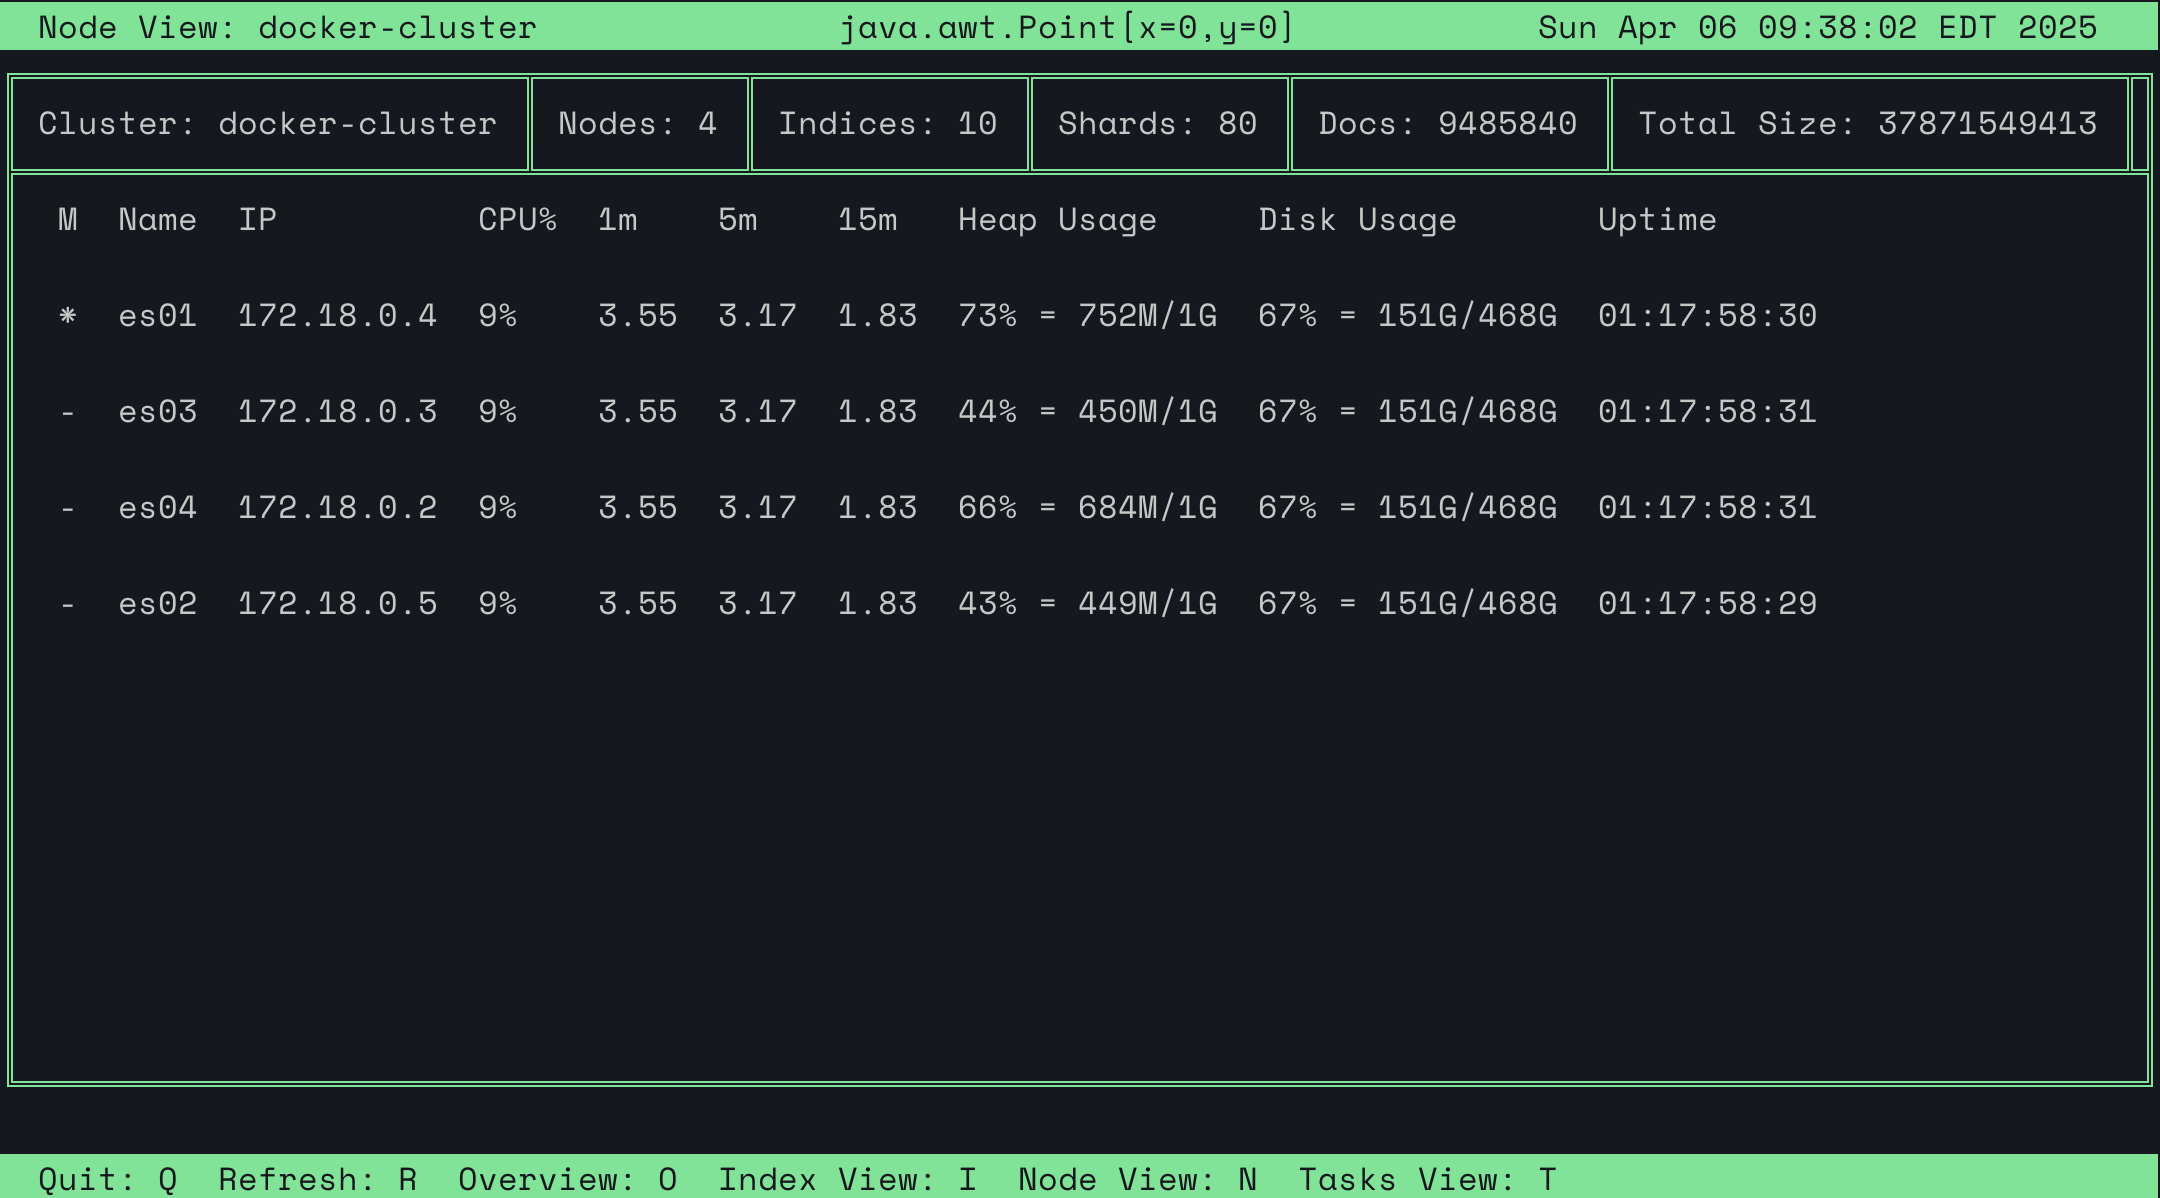 Node View: docker-cluster java.awt.Point[x=0,y=0] Sun Apr 06 09:38:02 EDT 2025
Cluster: docker-cluster Nodes: 4 Indices: 10 Shards: 80 Docs: 9485840 Total Size: 37871549413
M Name IP CPU% 1m 5m 15m Heap Usage Disk Usage Uptime
* es01 172.18.0.4 9% 3.55 3.17 1.83 73% = 752M/1G 67% = 151G/468G 01:17:58:30
- es03 172.18.0.3 9% 3.55 3.17 1.83 44% = 450M/1G 67% = 151G/468G 01:17:58:31
- es04 172.18.0.2 9% 3.55 3.17 1.83 66% = 684M/1G 67% = 151G/468G 01:17:58:31
- es02 172.18.0.5 9% 3.55 3.17 1.83 43% = 449M/1G 67% = 151G/468G 01:17:58:29
Quit: Q Refresh: R Overview: O Index View: I Node View: N Tasks View: T